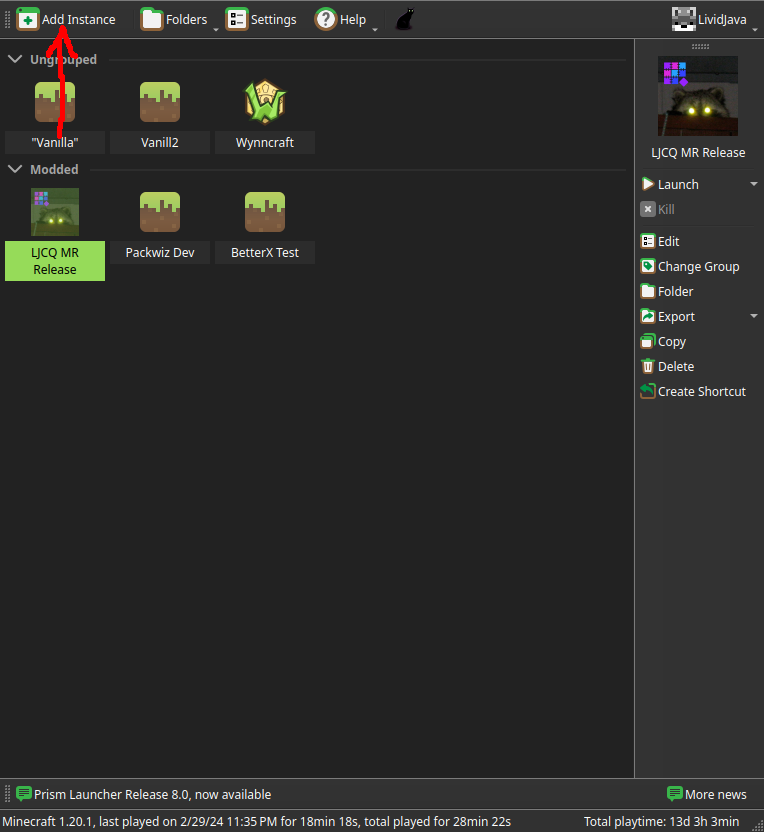 Add Instance
Folders
Settings
Help
LividJava
Ungrouped
"Vanilla"
Vanill2
Wynncraft
Modded
LJCQ MR
Release
Packwiz Dev
BetterX Test
LJCQ MR Release
Launch
Kill
Edit
Change Group
Folder
Export
Copy
Delete
Create Shortcut
Prism Launcher Release 8.0, now available
More news
Minecraft 1.20.1, last played on 2/29/24 11:35 PM for 18min 18s, total played for 28min 22s
Total playtime: 13d 3h 3min